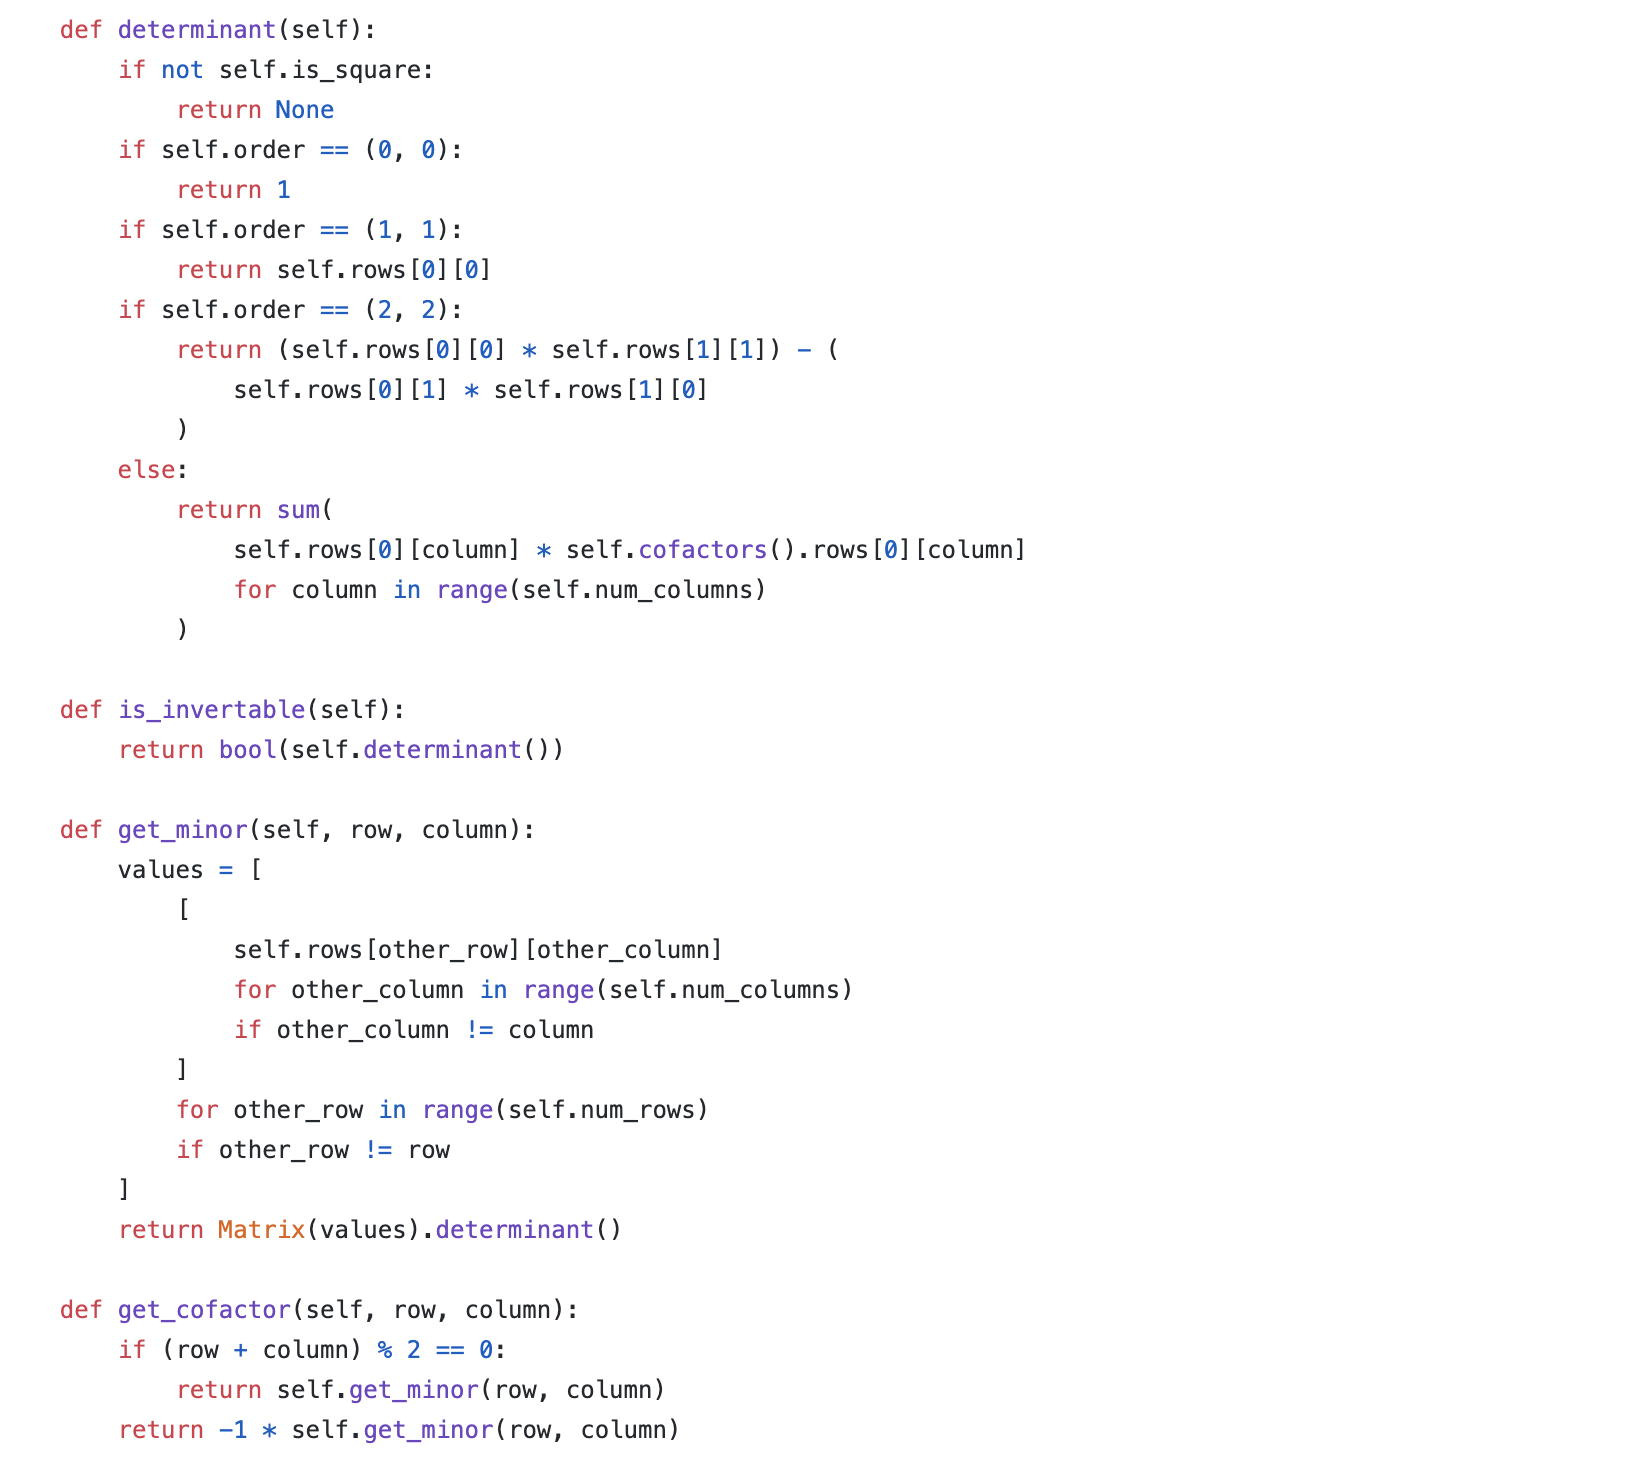 def determinant(self):
    if not self.is_square:
        return None
    if self.order == (0, 0):
        return 1
    if self.order == (1, 1):
        return self.rows[0][0]
    if self.order == (2, 2):
        return (self.rows[0][0] * self.rows[1][1]) - (
            self.rows[0][1] * self.rows[1][0]
        )
    else:
        return sum(
            self.rows[0][column] * self.cofactors().rows[0][column]
            for column in range(self.num_columns)
        )

def is_invertable(self):
    return bool(self.determinant())

def get_minor(self, row, column):
    values = [
        [
            self.rows[other_row][other_column]
            for other_column in range(self.num_columns)
            if other_column != column
        ]
        for other_row in range(self.num_rows)
        if other_row != row
    ]
    return Matrix(values).determinant()

def get_cofactor(self, row, column):
    if (row + column) % 2 == 0:
        return self.get_minor(row, column)
    return -1 * self.get_minor(row, column)